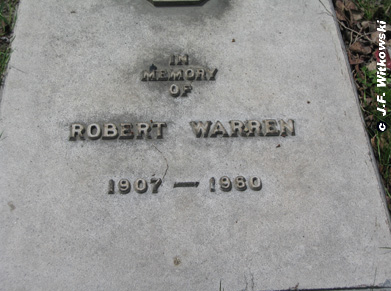 IN
MEMORY
OF
ROBERT WARREN
1907 — 1980
c J.F. Witkowski